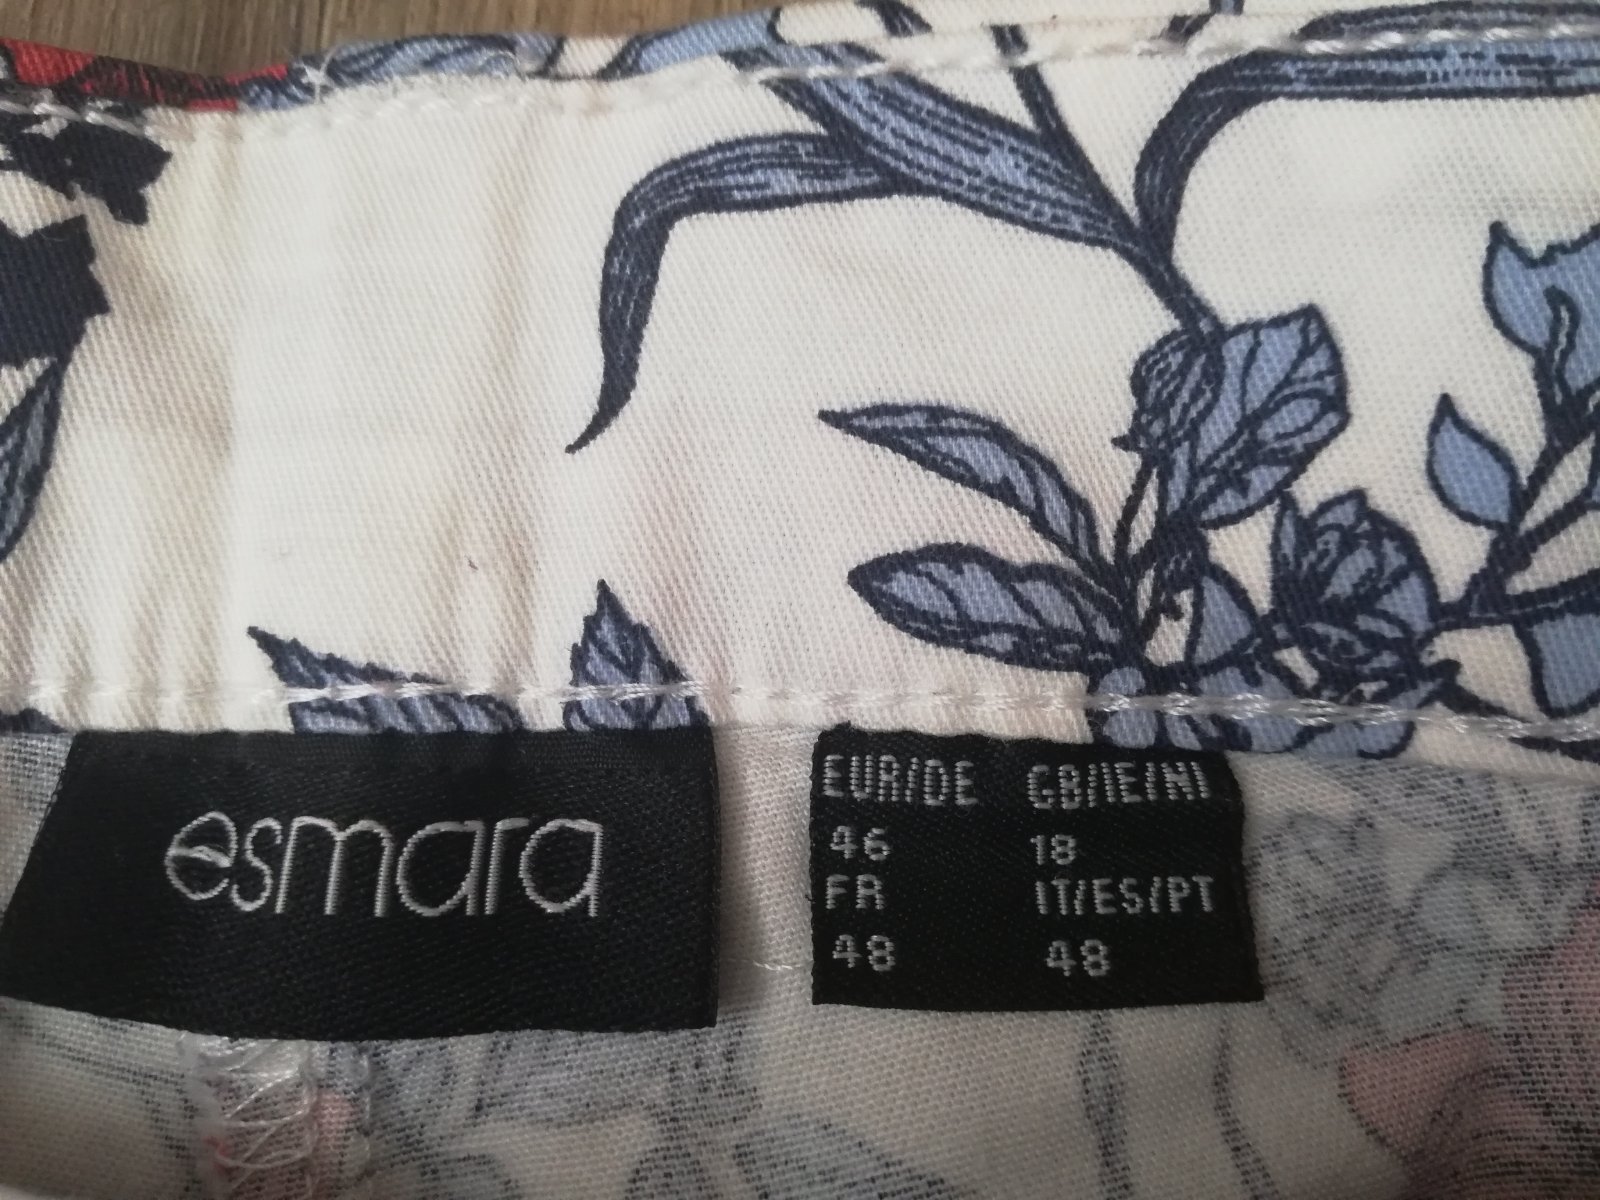 esmara
EUR/DE GB/IE/NI
46 18
FR IT/ES/PT
48 48